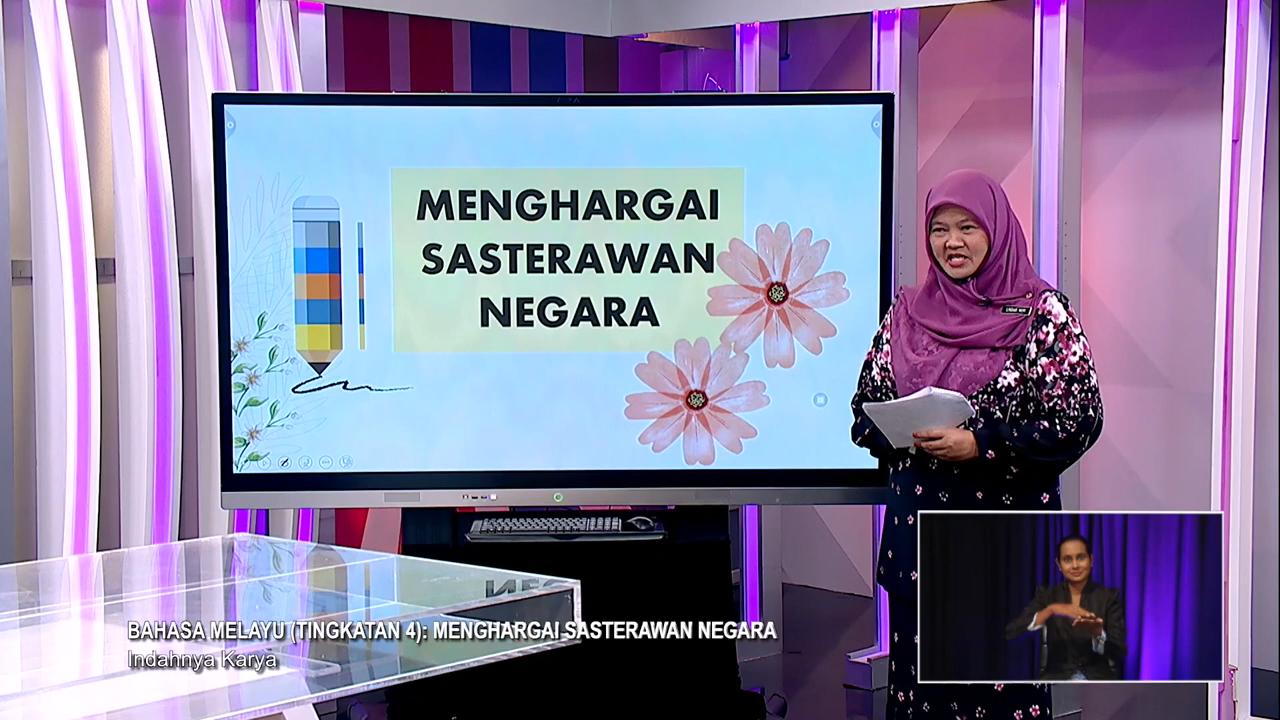 MENGHARGAI
SASTERAWAN
NEGARA
BAHASA MELAYU (TINGKATAN 4): MENGHARGAI SASTERAWAN NEGARA
Indahnya Karya